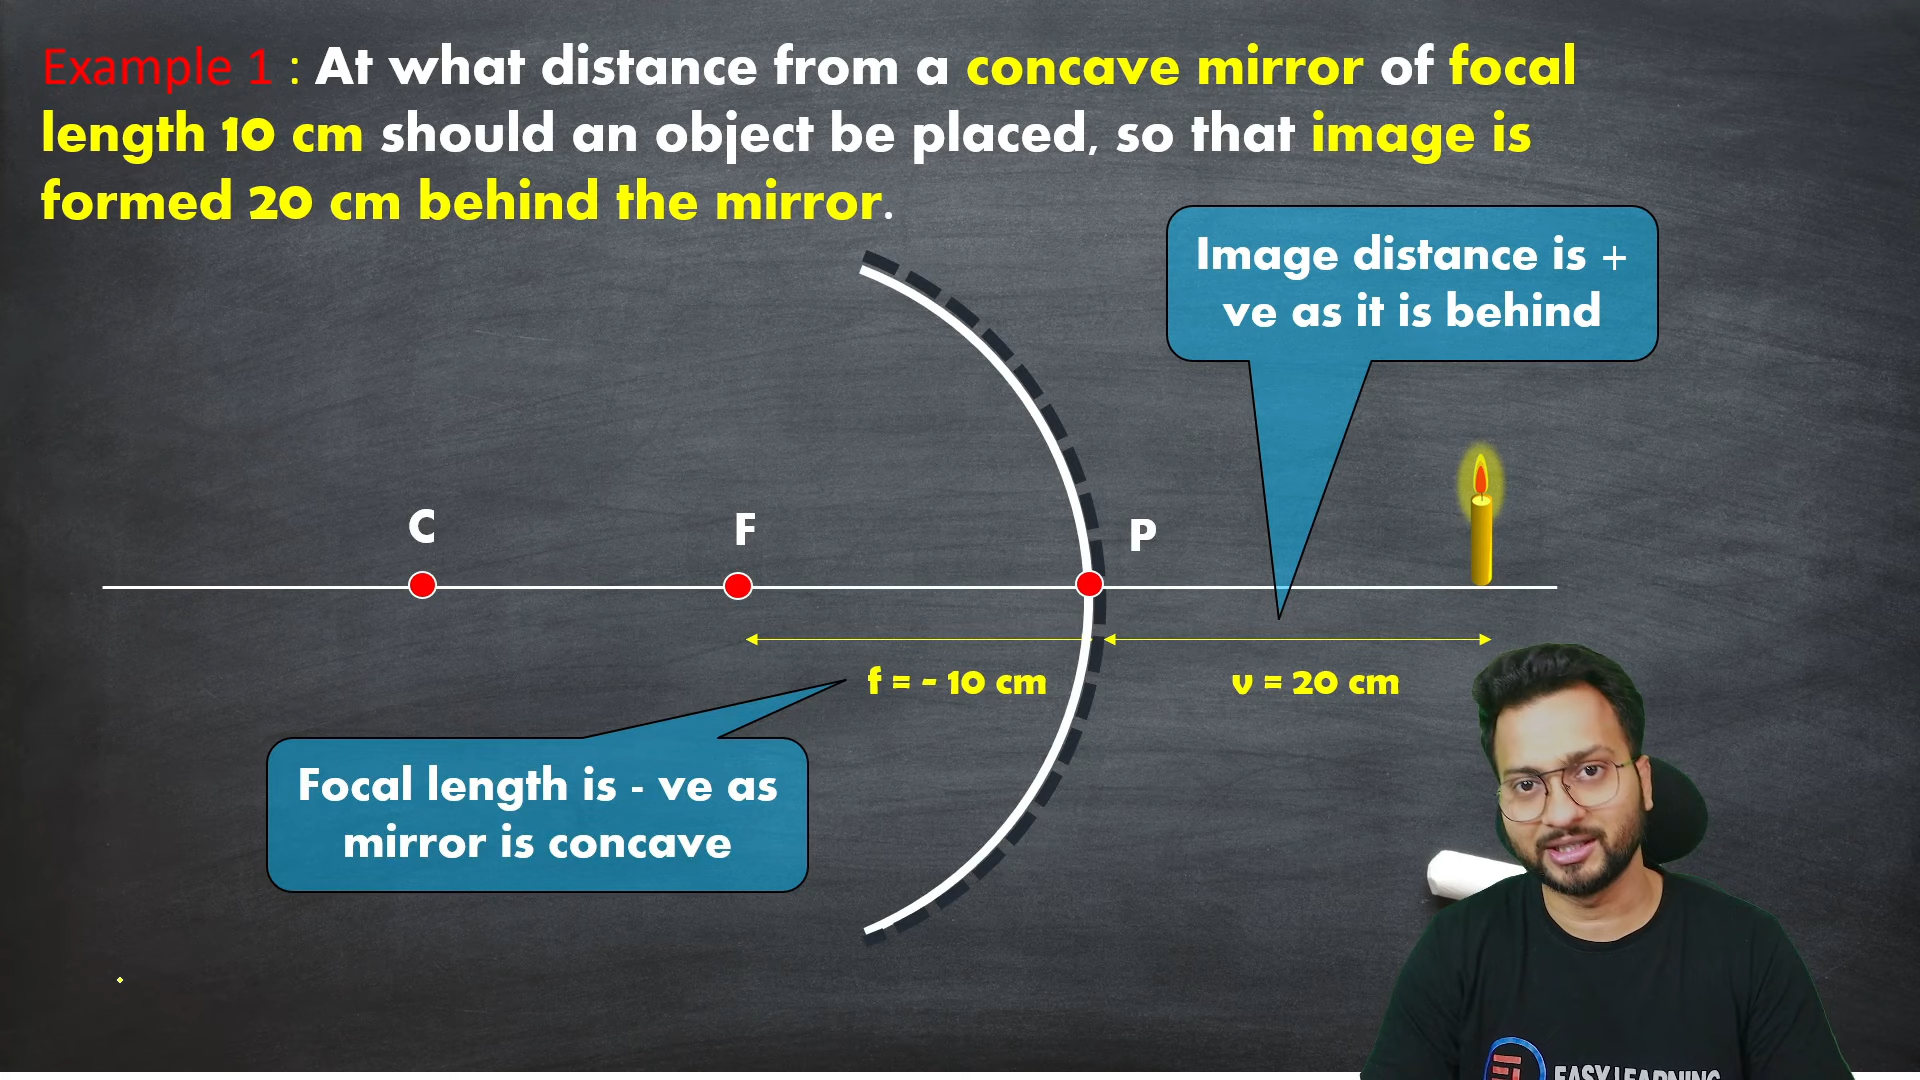 Example 1 : At what distance from a concave mirror of focal
length 10 cm should an object be placed, so that image is
formed 20 cm behind the mirror.
Image distance is +
ve as it is behind
C
F
P
f = - 10 cm
v = 20 cm
Focal length is - ve as
mirror is concave
EASY LEARNING